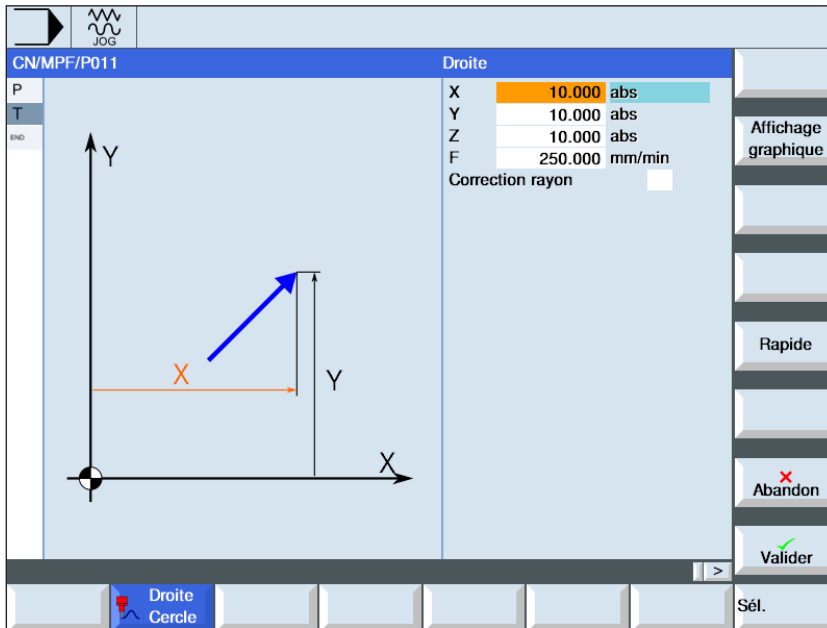 JOG
CN/MPF/P011
Droite
P
T
END
Y
X
Y
X
X 10.000 abs
Y 10.000 abs
Z 10.000 abs
F 250.000 mm/min
Correction rayon
Affichage
graphique
Rapide
Abandon
Valider
>
Droite
Cercle
Sél.